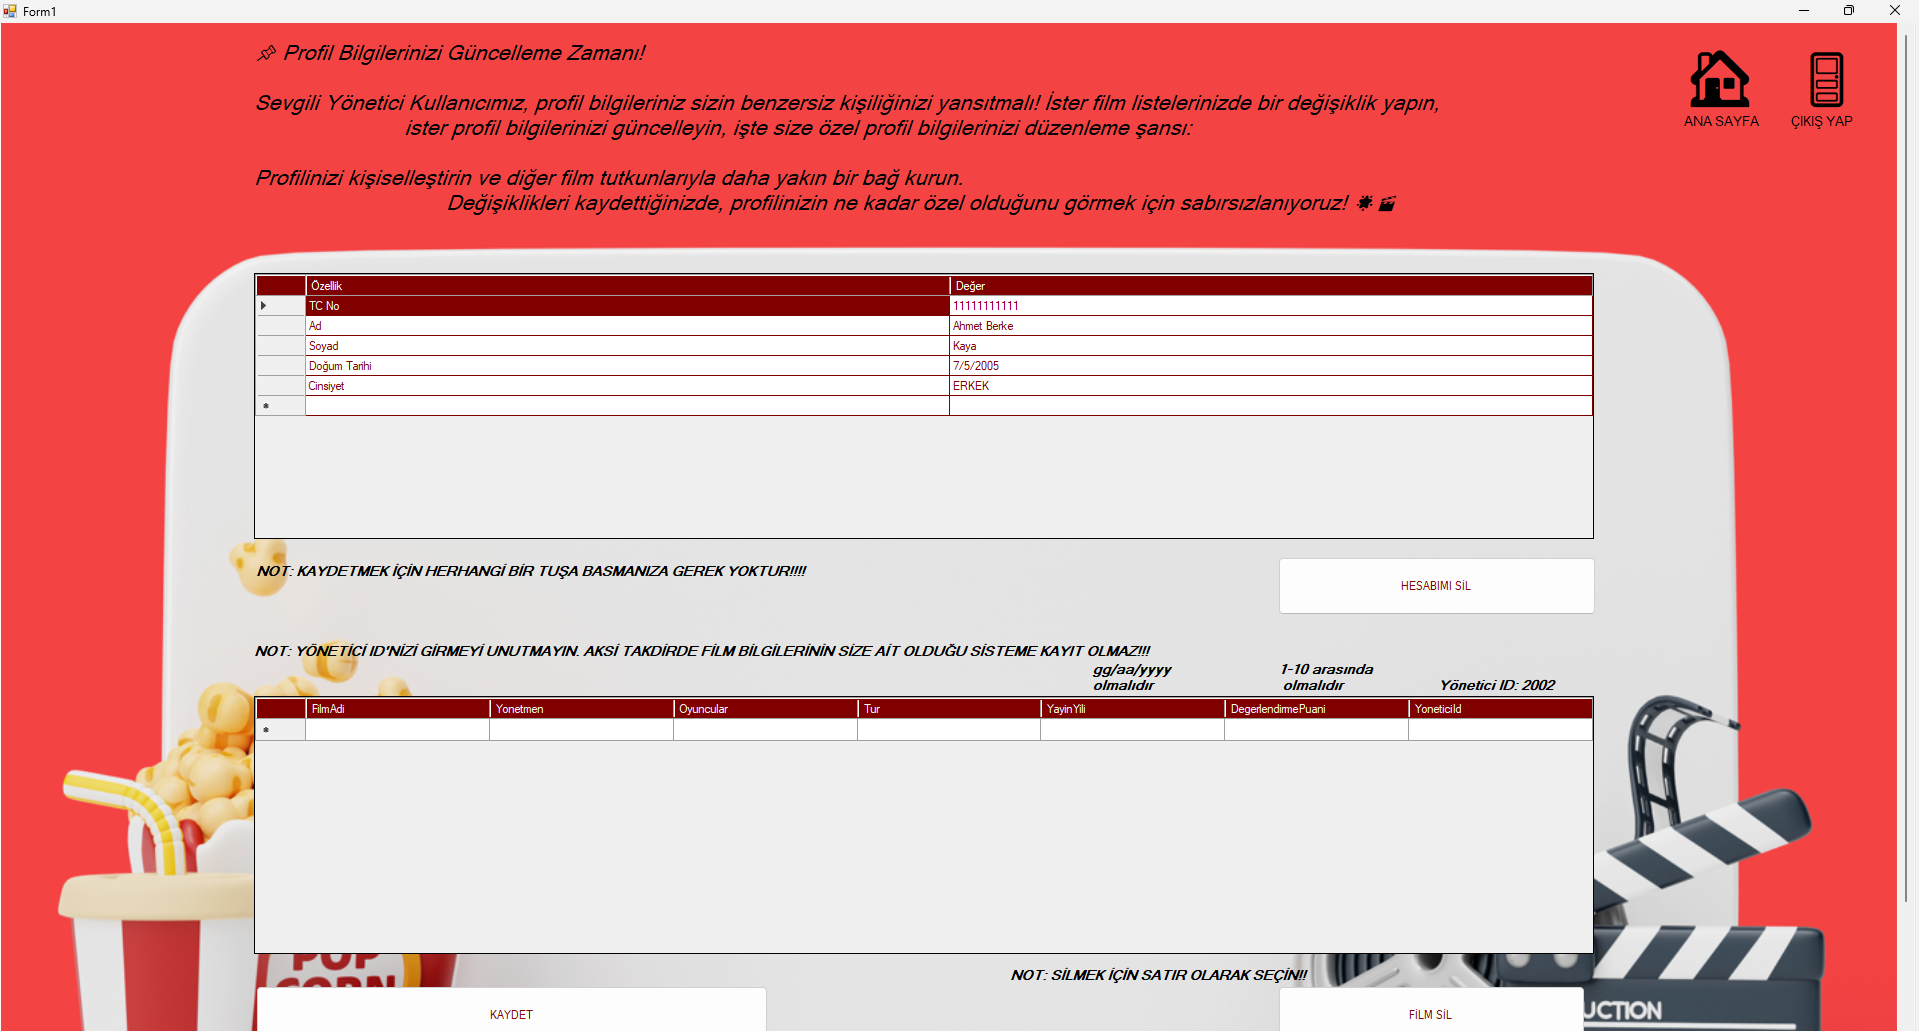 Form1
📌 Profil Bilgilerinizi Güncelleme Zamanı!
Sevgili Yönetici Kullanıcımız, profil bilgileriniz sizin benzersiz kişiliğinizi yansıtmalı! İster film listelerinizde bir değişiklik yapın,
ister profil bilgilerinizi güncelleyin, işte size özel profil bilgilerinizi düzenleme şansı:
ANA SAYFA ÇIKIŞ YAP
Profilinizi kişiselleştirin ve diğer film tutkunlarıyla daha yakın bir bağ kurun.
Değişiklikleri kaydettiğinizde, profilinizin ne kadar özel olduğunu görmek için sabırsızlanıyoruz! 🌟🎬
Özellik Değer
TC No 11111111111
Ad Ahmet Berke
Soyad Kaya
Doğum Tarihi 7/5/2005
Cinsiyet ERKEK
NOT: KAYDETMEK İÇİN HERHANGİ BİR TUŞA BASMANIZA GEREK YOKTUR!!!!
HESABIMI SİL
NOT: YÖNETİCİ ID'NİZİ GİRMEYİ UNUTMAYIN. AKSİ TAKDİRDE FİLM BİLGİLERİNİN SİZE AİT OLDUĞU SİSTEME KAYIT OLMAZ!!!
gg/aa/yyyy 1-10 arasında
olmalıdır olmalıdır Yönetici ID: 2002
FilmAdi Yonetmen Oyuncular Tur YayinYili DegerlendirmePuani YoneticiId
POP
CORN
NOT: SİLMEK İÇİN SATIR OLARAK SEÇİN!!
KAYDET FİLM SİL
UCTION